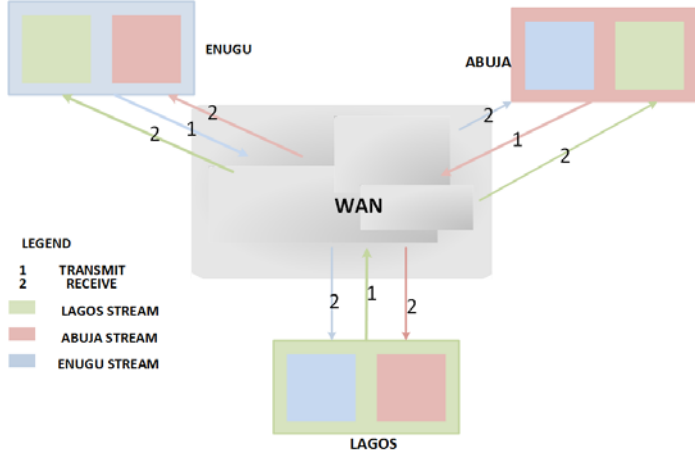 ENUGU
ABUJA
2
1
2
2
1
2
WAN
LEGEND
1 TRANSMIT
2 RECEIVE
LAGOS STREAM
ABUJA STREAM
ENUGU STREAM
2
1
2
LAGOS